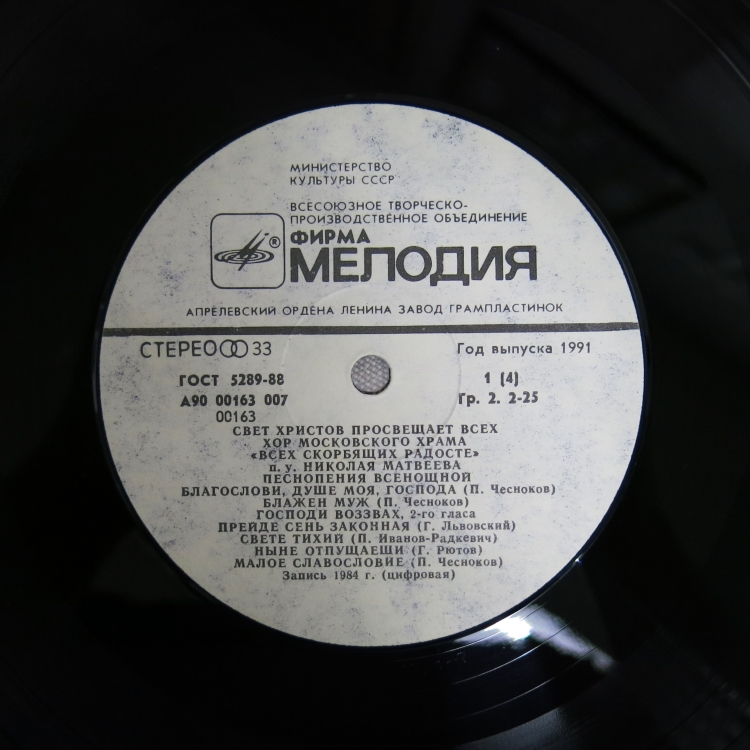 МИНИСТЕРСТВО
КУЛЬТУРЫ СССР
ВСЕСОЮЗНОЕ ТВОРЧЕСКО-
ПРОИЗВОДСТВЕННОЕ ОБЪЕДИНЕНИЕ
®
ФИРМА
МЕЛОДИЯ
АПРЕЛЕВСКИЙ ОРДЕНА ЛЕНИНА ЗАВОД ГРАМПЛАСТИНОК
СТЕРЕО 33 Год выпуска 1991
ГОСТ 5289-88 1 (4)
А90 00163 007 Гр. 2. 2-25
00163
СВЕТ ХРИСТОВ ПРОСВЕЩАЕТ ВСЕХ
ХОР МОСКОВСКОГО ХРАМА
«ВСЕХ СКОРБЯЩИХ РАДОСТЕ»
п. у. НИКОЛАЯ МАТВЕЕВА
ПЕСНОПЕНИЯ ВСЕНОЩНОЙ
БЛАГОСЛОВИ, ДУШЕ МОЯ, ГОСПОДА (П. Чесноков)
БЛАЖЕН МУЖ (П. Чесноков)
ГОСПОДИ ВОЗЗВАХ, 2-го гласа
ПРЕЙДЕ СЕНЬ ЗАКОННАЯ (Г. Львовский)
СВЕТЕ ТИХИЙ (П. Иванов-Радкевич)
НЫНЕ ОТПУЩАЕШИ (Г. Рютов)
МАЛОЕ СЛАВОСЛОВИЕ (П. Чесноков)
Запись 1984 г. (цифровая)